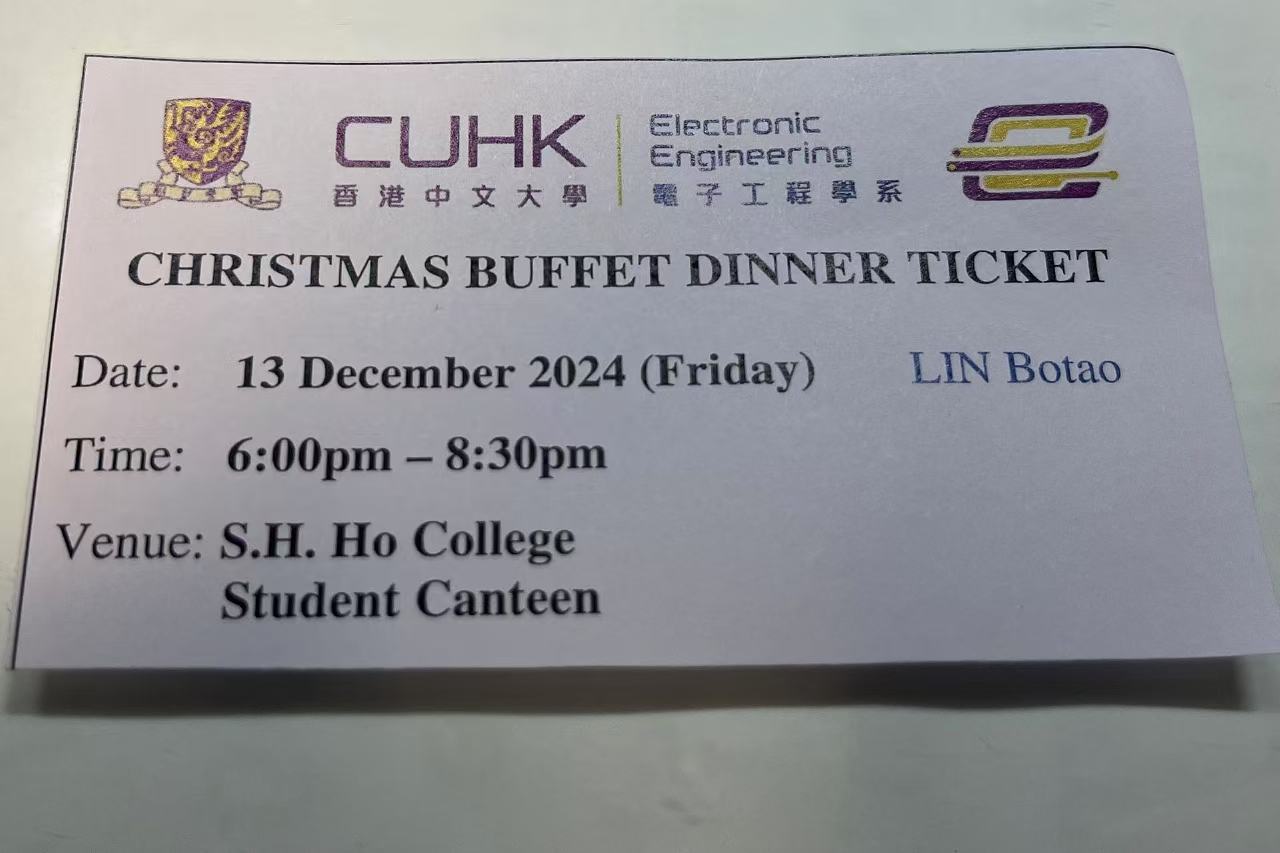 CUHK
香港中文大學
Electronic
Engineering
電子工程學系
CHRISTMAS BUFFET DINNER TICKET
Date: 13 December 2024 (Friday) LIN Botao
Time: 6:00pm – 8:30pm
Venue: S.H. Ho College
Student Canteen